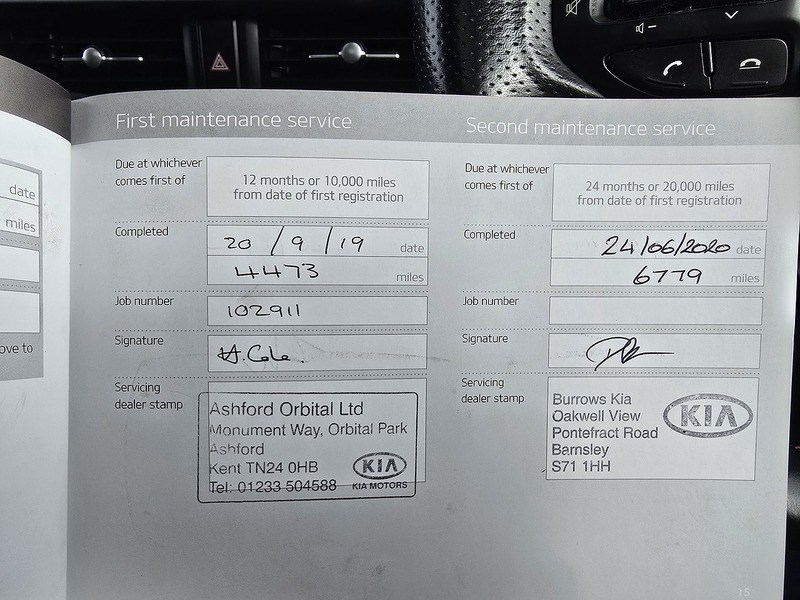 date
miles
ove to
First maintenance service
Due at whichever
comes first of
12 months or 10,000 miles
from date of first registration
Completed
20 / 9 / 19 date
4473 miles
Job number
102911
Signature
H.Cole.
Servicing
dealer stamp
Ashford Orbital Ltd
Monument Way, Orbital Park
Ashford
Kent TN24 0HB
Tel: 01233 504588
KIA
KIA MOTORS
Second maintenance service
Due at whichever
comes first of
24 months or 20,000 miles
from date of first registration
Completed
24/06/2020 date
6779 miles
Job number
Signature
Servicing
dealer stamp
Burrows Kia
Oakwell View
Pontefract Road
Barnsley
S71 1HH
KIA
15